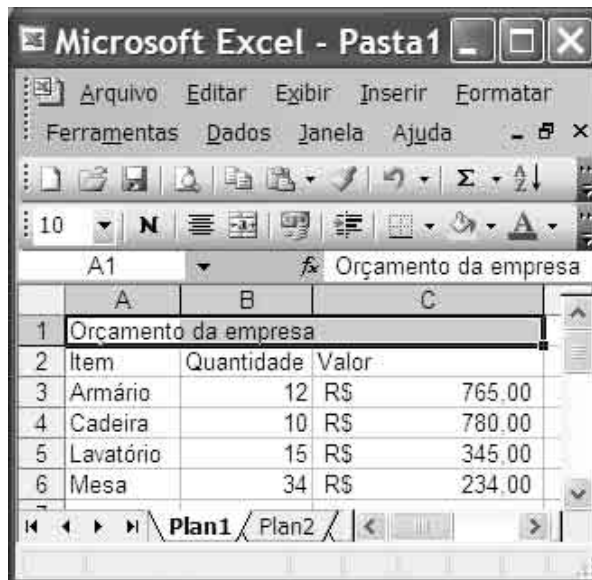 Microsoft Excel - Pasta1
Arquivo Editar Exibir Inserir Formatar
Ferramentas Dados Janela Ajuda
10 N
A1 fx Orçamento da empresa
A B C
1 Orçamento da empresa
2 Item Quantidade Valor
3 Armário 12 R$ 765,00
4 Cadeira 10 R$ 780,00
5 Lavatório 15 R$ 345,00
6 Mesa 34 R$ 234,00
Plan1 Plan2